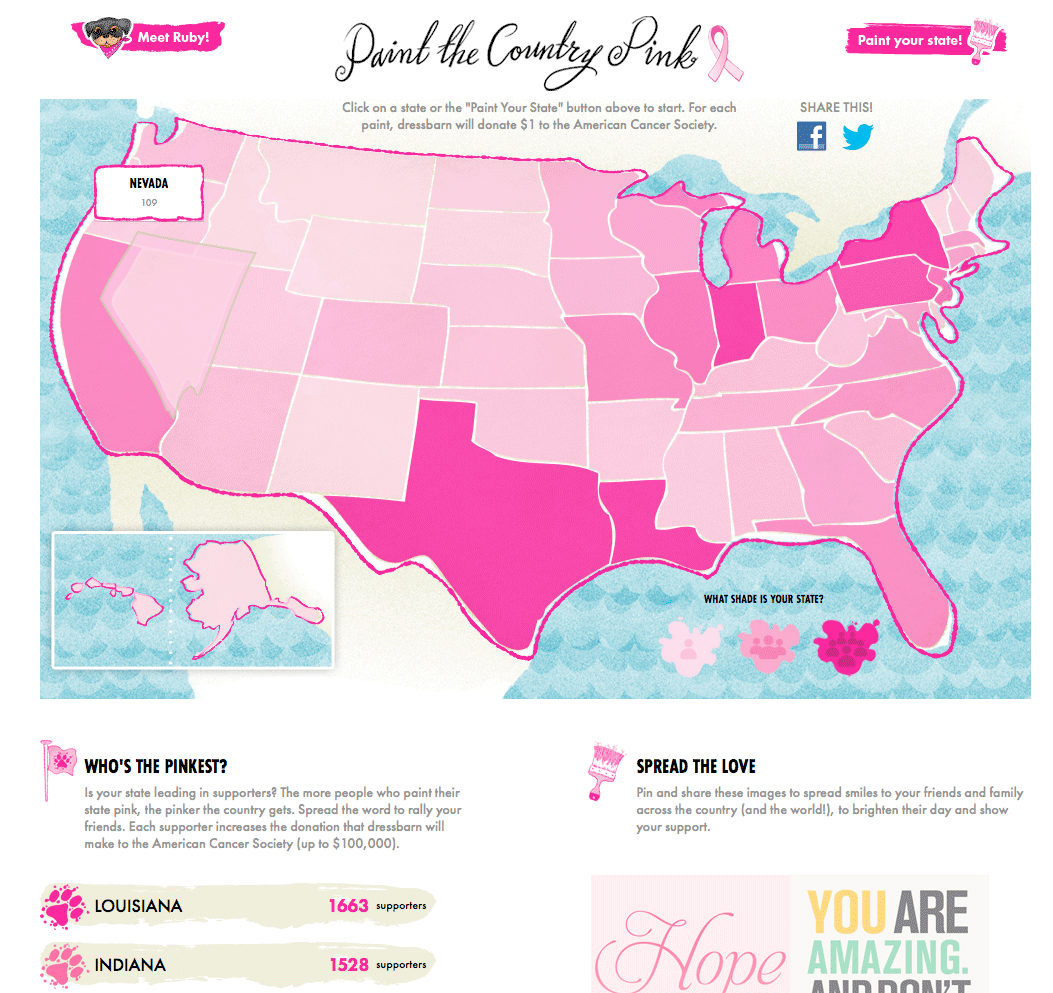 Meet Ruby!
Paint the Country Pink
Paint your state!
Click on a state or the "Paint Your State" button above to start. For each
paint, dressbarn will donate $1 to the American Cancer Society.
SHARE THIS!
NEVADA
109
WHAT SHADE IS YOUR STATE?
WHO'S THE PINKEST?
Is your state leading in supporters? The more people who paint their
state pink, the pinker the country gets. Spread the word to rally your
friends. Each supporter increases the donation that dressbarn will
make to the American Cancer Society (up to $100,000).
LOUISIANA 1663 supporters
INDIANA 1528 supporters
SPREAD THE LOVE
Pin and share these images to spread smiles to your friends and family
across the country (and the world!), to brighten their day and show
your support.
Hope
YOU ARE
AMAZING.
AND DON'T